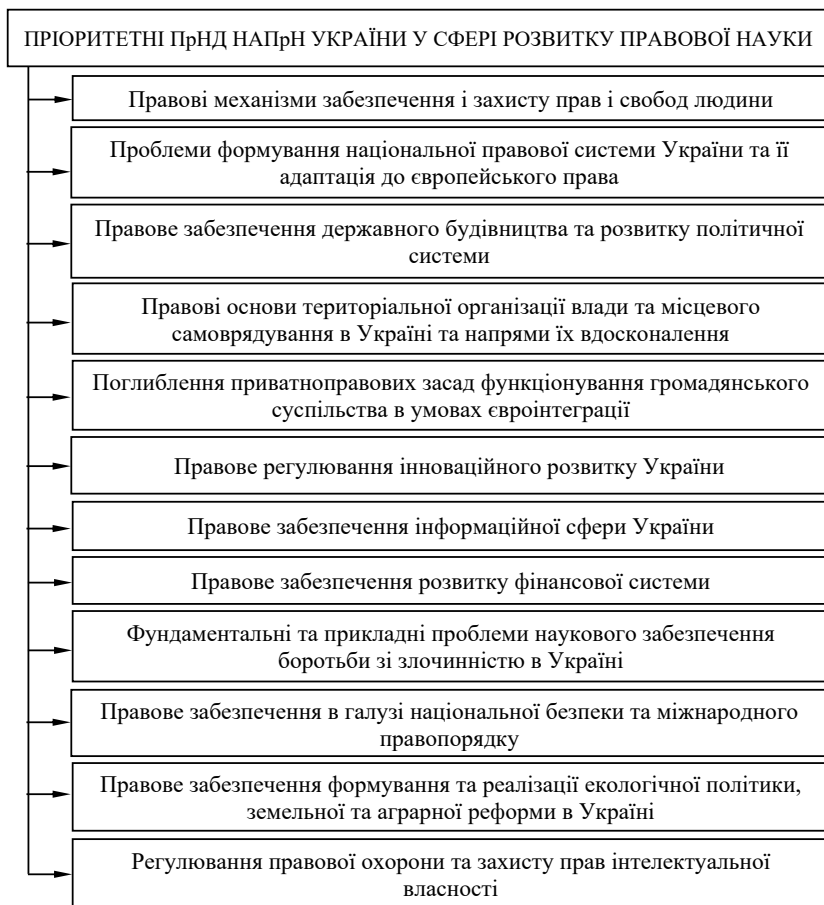 ПРІОРИТЕТНІ ПрНД НАПрН УКРАЇНИ У СФЕРІ РОЗВИТКУ ПРАВОВОЇ НАУКИ
Правові механізми забезпечення і захисту прав і свобод людини
Проблеми формування національної правової системи України та її
адаптація до європейського права
Правове забезпечення державного будівництва та розвитку політичної
системи
Правові основи територіальної організації влади та місцевого
самоврядування в Україні та напрями їх вдосконалення
Поглиблення приватноправових засад функціонування громадянського
суспільства в умовах євроінтеграції
Правове регулювання інноваційного розвитку України
Правове забезпечення інформаційної сфери України
Правове забезпечення розвитку фінансової системи
Фундаментальні та прикладні проблеми наукового забезпечення
боротьби зі злочинністю в Україні
Правове забезпечення в галузі національної безпеки та міжнародного
правопорядку
Правове забезпечення формування та реалізації екологічної політики,
земельної та аграрної реформи в Україні
Регулювання правової охорони та захисту прав інтелектуальної
власності